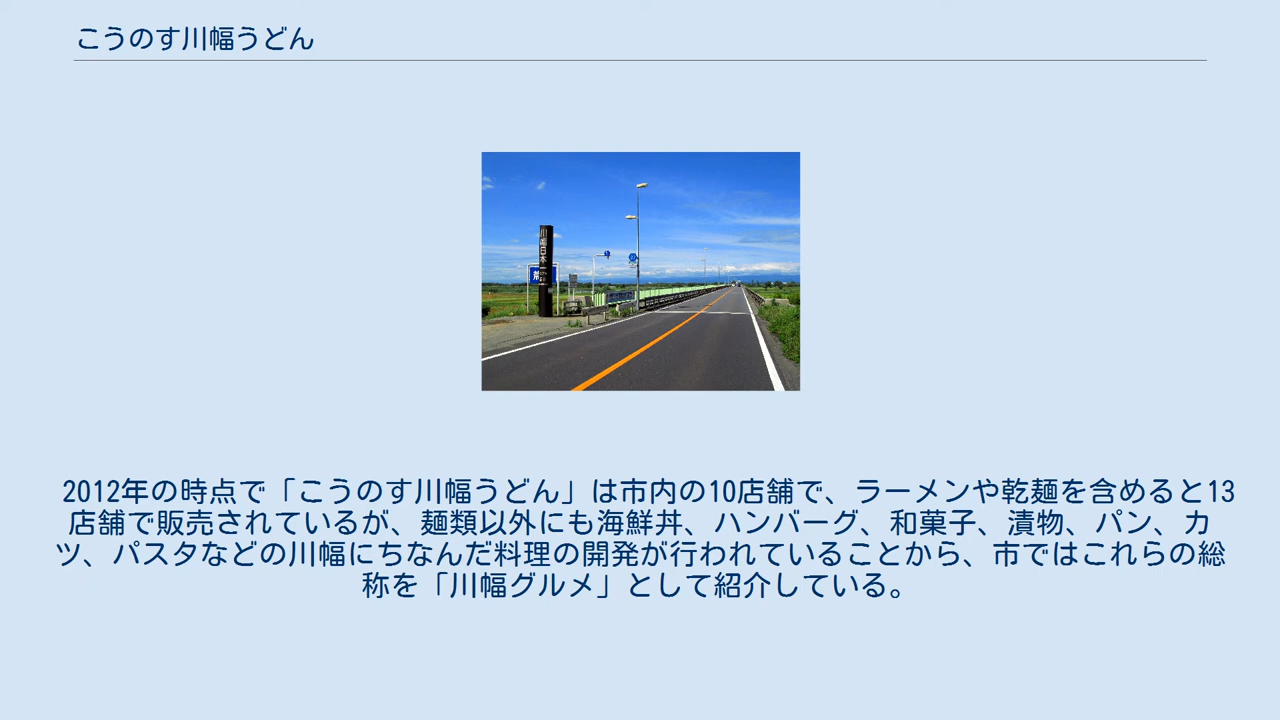 こうのす川幅うどん
川幅日本一
荒
2012年の時点で「こうのす川幅うどん」は市内の10店舗で、ラーメンや乾麺を含めると13
店舗で販売されているが、麺類以外にも海鮮丼、ハンバーグ、和菓子、漬物、パン、カ
ツ、パスタなどの川幅にちなんだ料理の開発が行われていることから、市ではこれらの総
称を「川幅グルメ」として紹介している。